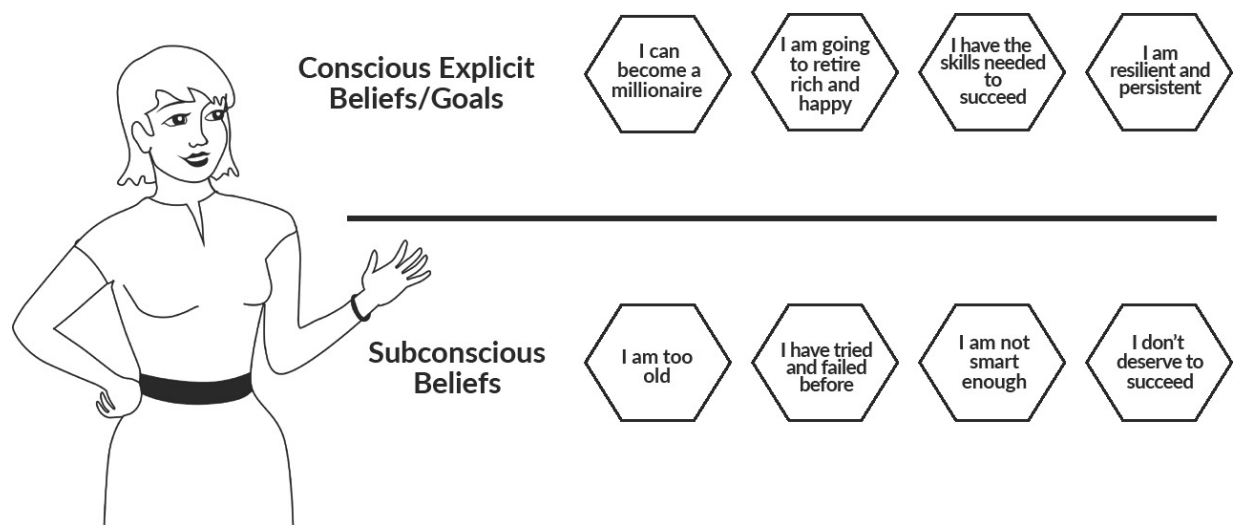 Conscious Explicit
Beliefs/Goals
I can
become a
millionaire
I am going
to retire
rich and
happy
I have the
skills needed
to
succeed
I am
resilient and
persistent
Subconscious
Beliefs
I am too
old
I have tried
and failed
before
I am not
smart
enough
I don't
deserve to
succeed